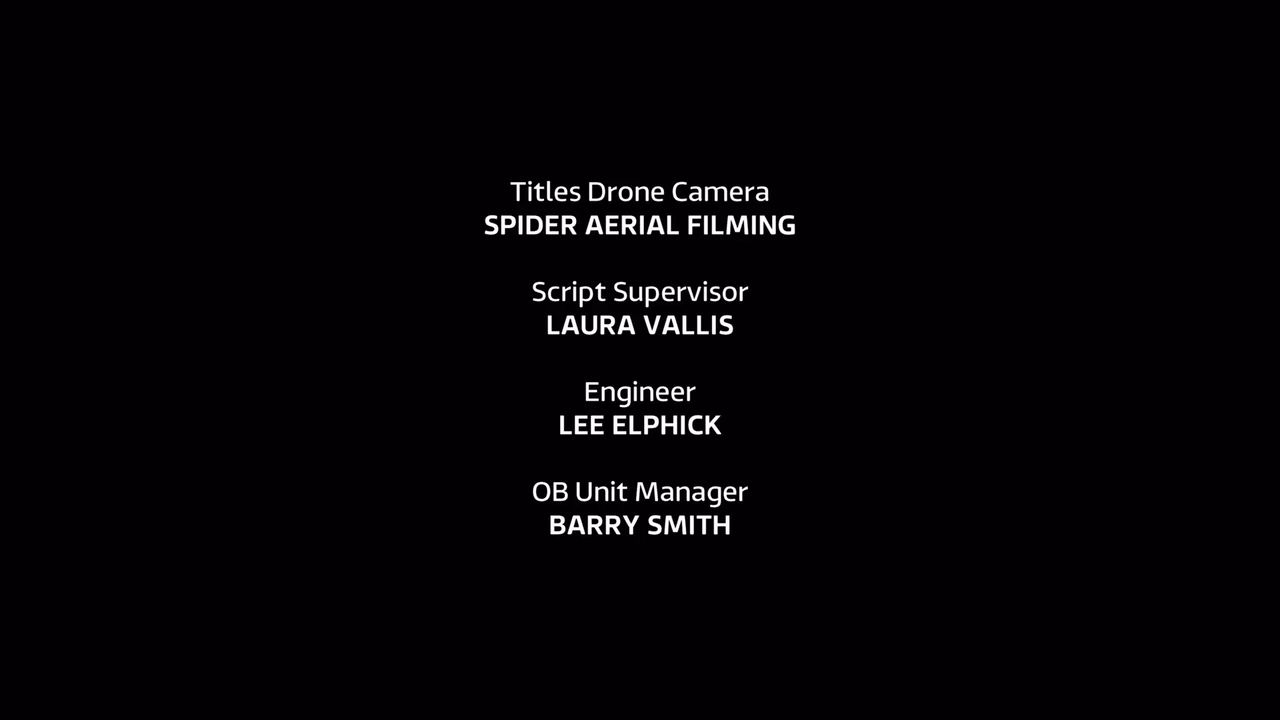 Titles Drone Camera
SPIDER AERIAL FILMING
Script Supervisor
LAURA VALLIS
Engineer
LEE ELPHICK
OB Unit Manager
BARRY SMITH